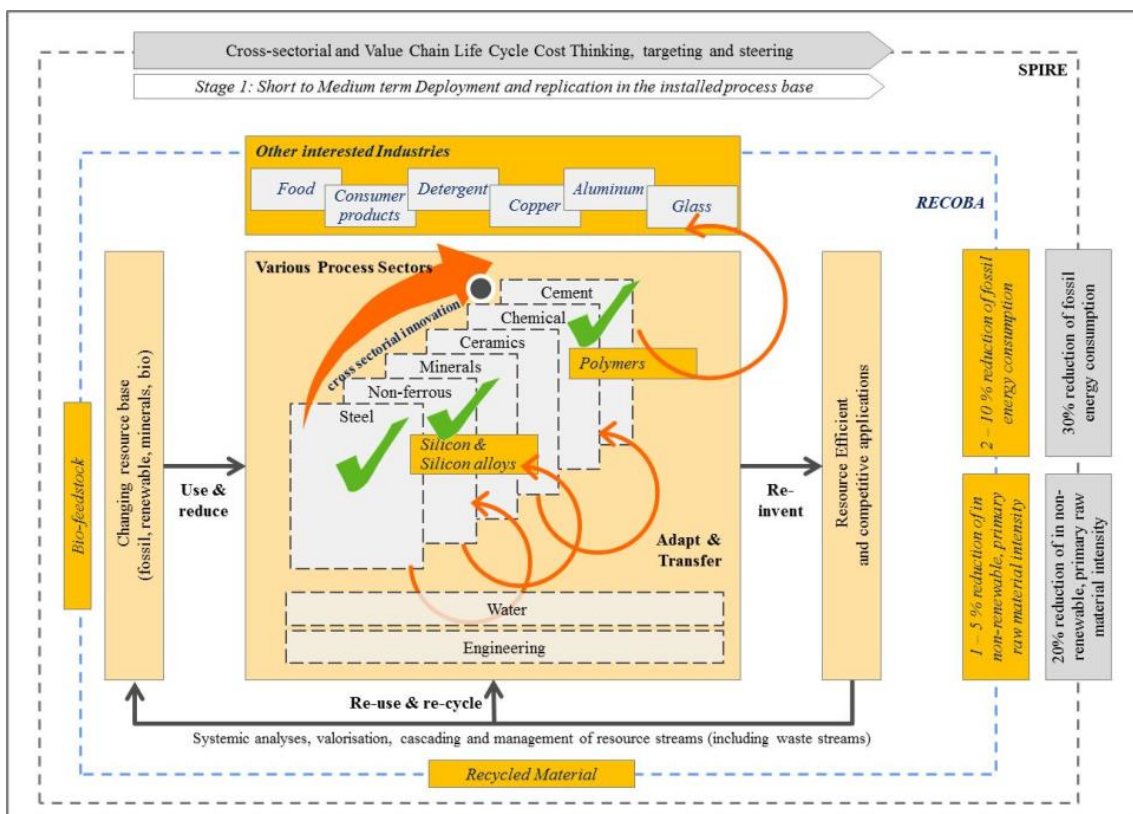 Cross-sectorial and Value Chain Life Cycle Cost Thinking, targeting and steering
SPIRE
Stage 1: Short to Medium term Deployment and replication in the installed process base
Other interested Industries
Food
Consumer
products
Detergent
Copper
Aluminum
Glass
RECOBA
Various Process Sectors
cross sectorial innovation
Cement
Chemical
Ceramics
Minerals
Non-ferrous
Steel
Polymers
Silicon &
Silicon alloys
Adapt &
Transfer
Water
Engineering
Bio-feedstock
Changing resource base
(fossil, renewable, minerals, bio)
Use &
reduce
Re-
invent
Resource Efficient
and competitive applications
2 – 10 % reduction of fossil
energy consumption
30% reduction of fossil
energy consumption
1 – 5 % reduction of in
non-renewable, primary
raw material intensity
20% reduction of in non-
renewable, primary raw
material intensity
Re-use & re-cycle
Systemic analyses, valorisation, cascading and management of resource streams (including waste streams)
Recycled Material